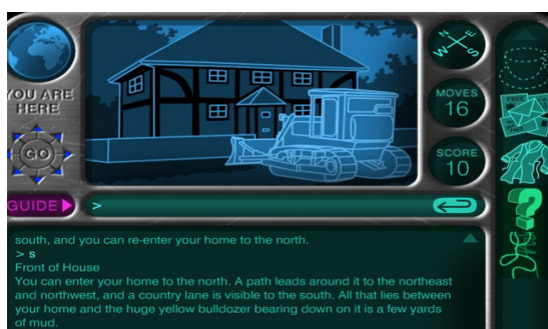 N
E
W
S
YOU ARE
HERE
MOVES
16
GO
SCORE
10
GUIDE
>
south, and you can re-enter your home to the north.
> s
Front of House
You can enter your home to the north. A path leads around it to the northeast
and northwest, and a country lane is visible to the south. All that lies between
your home and the huge yellow bulldozer bearing down on it is a few yards
of mud.